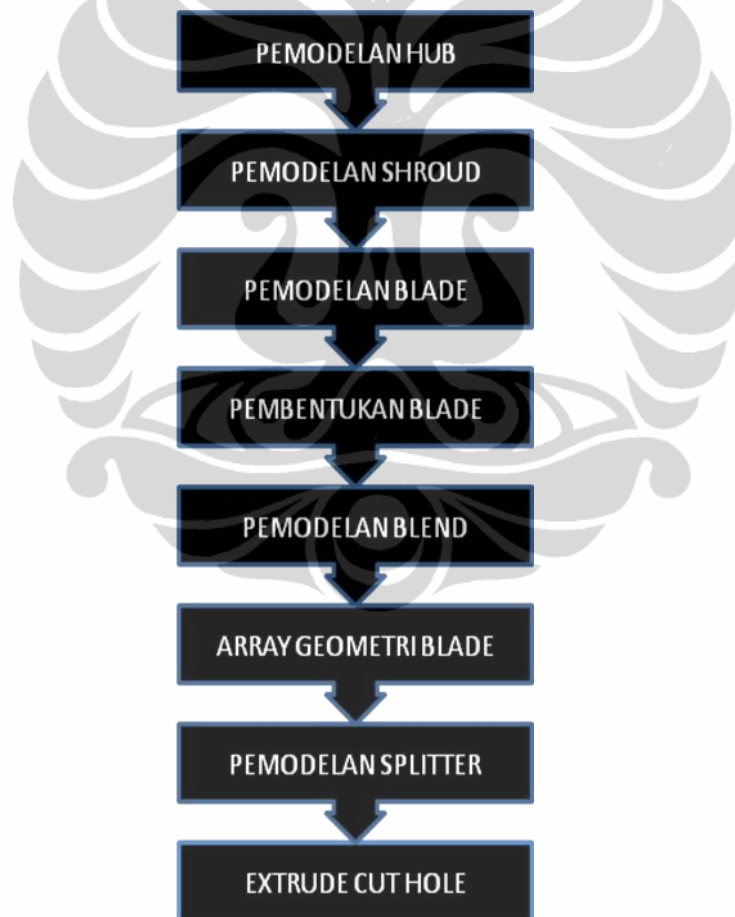 PEMODELAN HUB
PEMODELAN SHROUD
PEMODELAN BLADE
PEMBENTUKAN BLADE
PEMODELAN BLEND
ARRAY GEOMETRI BLADE
PEMODELAN SPLITTER
EXTRUDE CUT HOLE